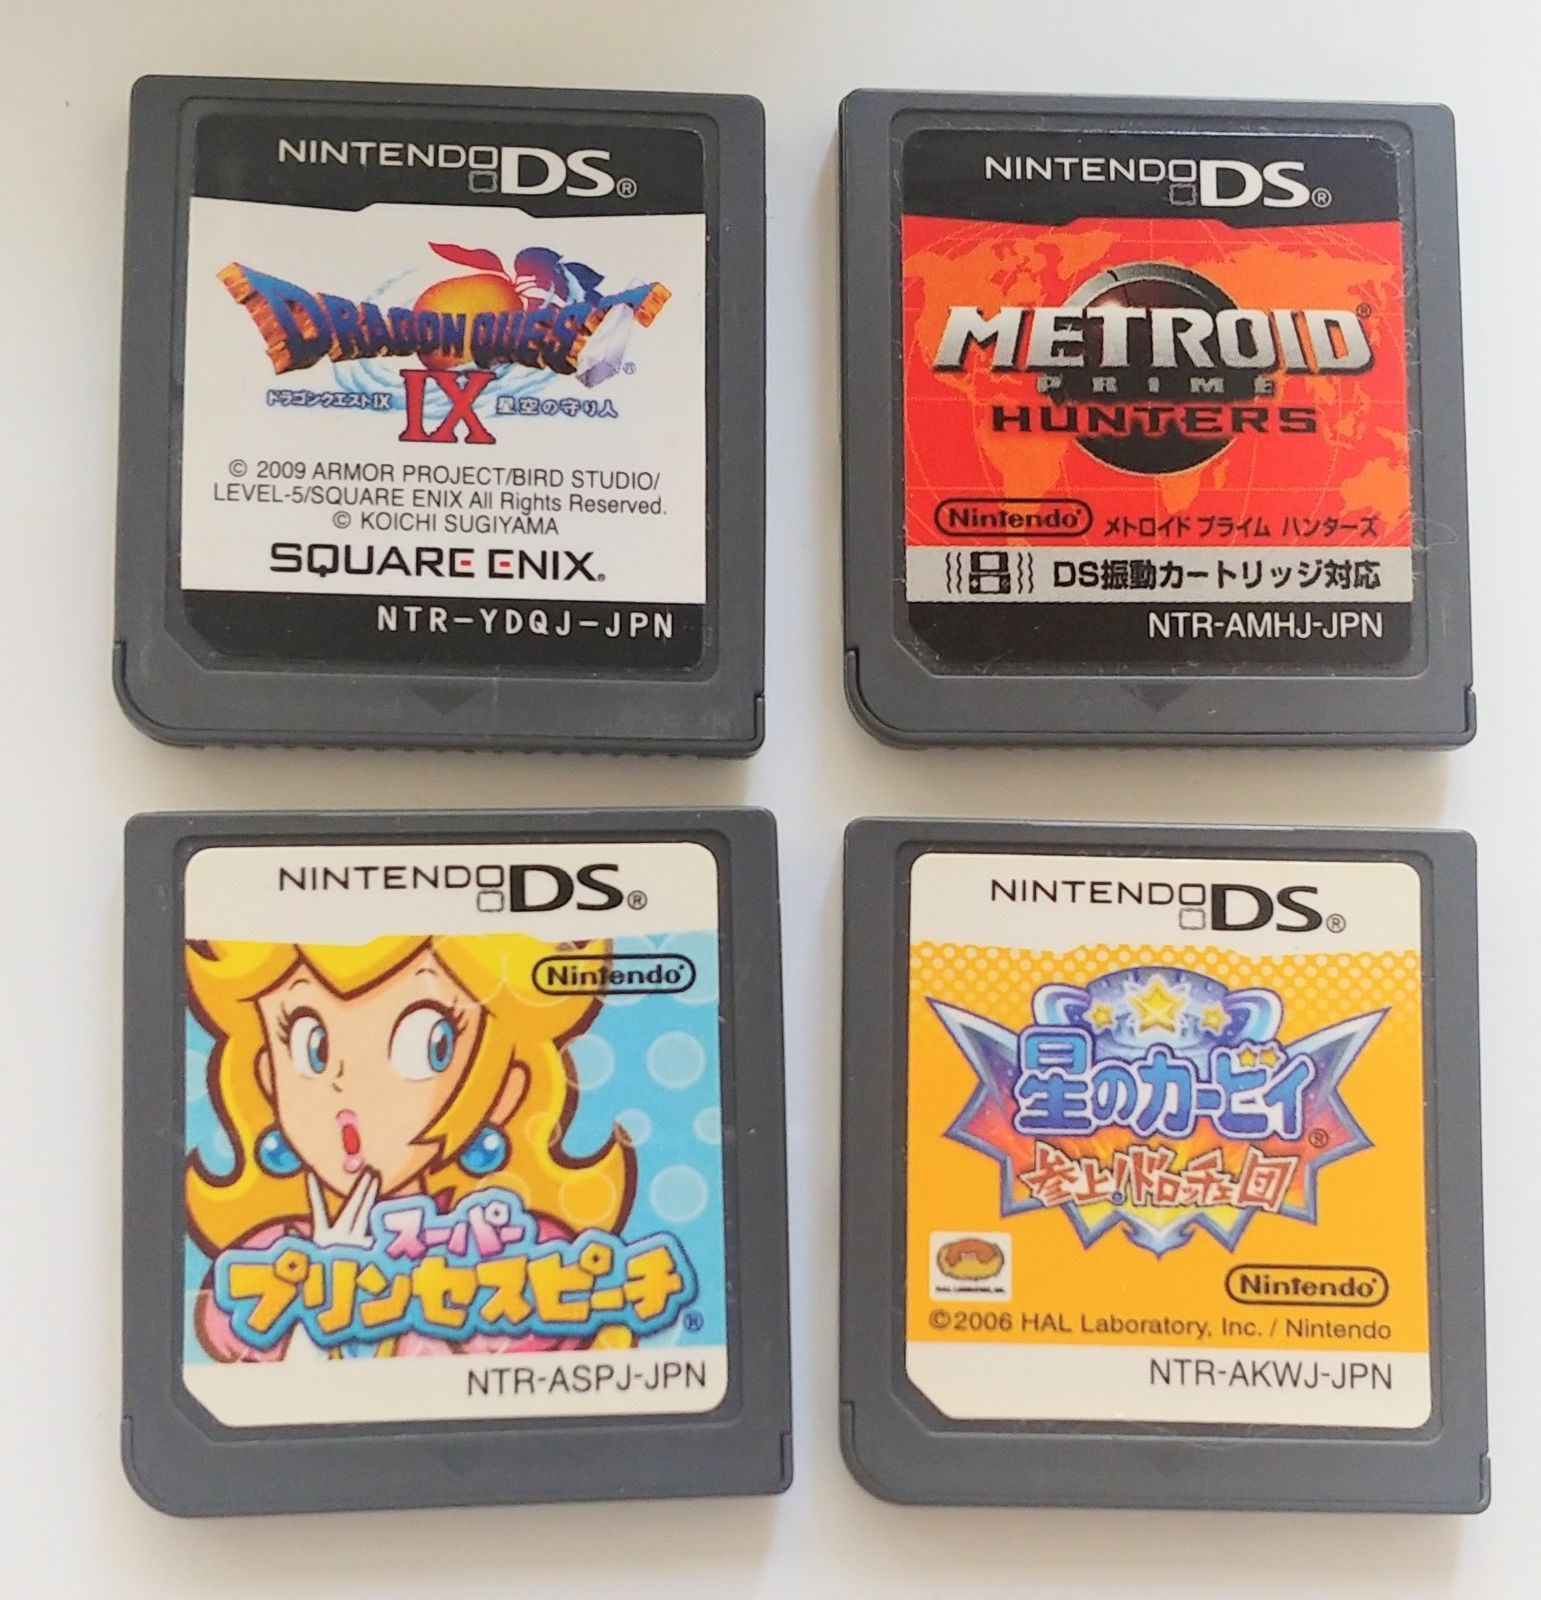 NINTENDO DS®
DRAGON QUEST®
IX
ドラゴンクエストIX 星空の守り人
© 2009 ARMOR PROJECT/BIRD STUDIO/
LEVEL-5/SQUARE ENIX All Rights Reserved.
© KOICHI SUGIYAMA
SQUARE ENIX®
NTR-YDQJ-JPN
NINTENDO DS®
METROID®
PRIME
HUNTERS
Nintendo® メトロイド プライム ハンターズ
DS振動カートリッジ対応
NTR-AMHJ-JPN
NINTENDO DS®
Nintendo®
スーパー
プリンセスピーチ®
NTR-ASPJ-JPN
NINTENDO DS®
星のカービィ®
参上!ドロッチェ団
HAL LABORATORY, INC.
Nintendo®
©2006 HAL Laboratory, Inc. / Nintendo
NTR-AKWJ-JPN